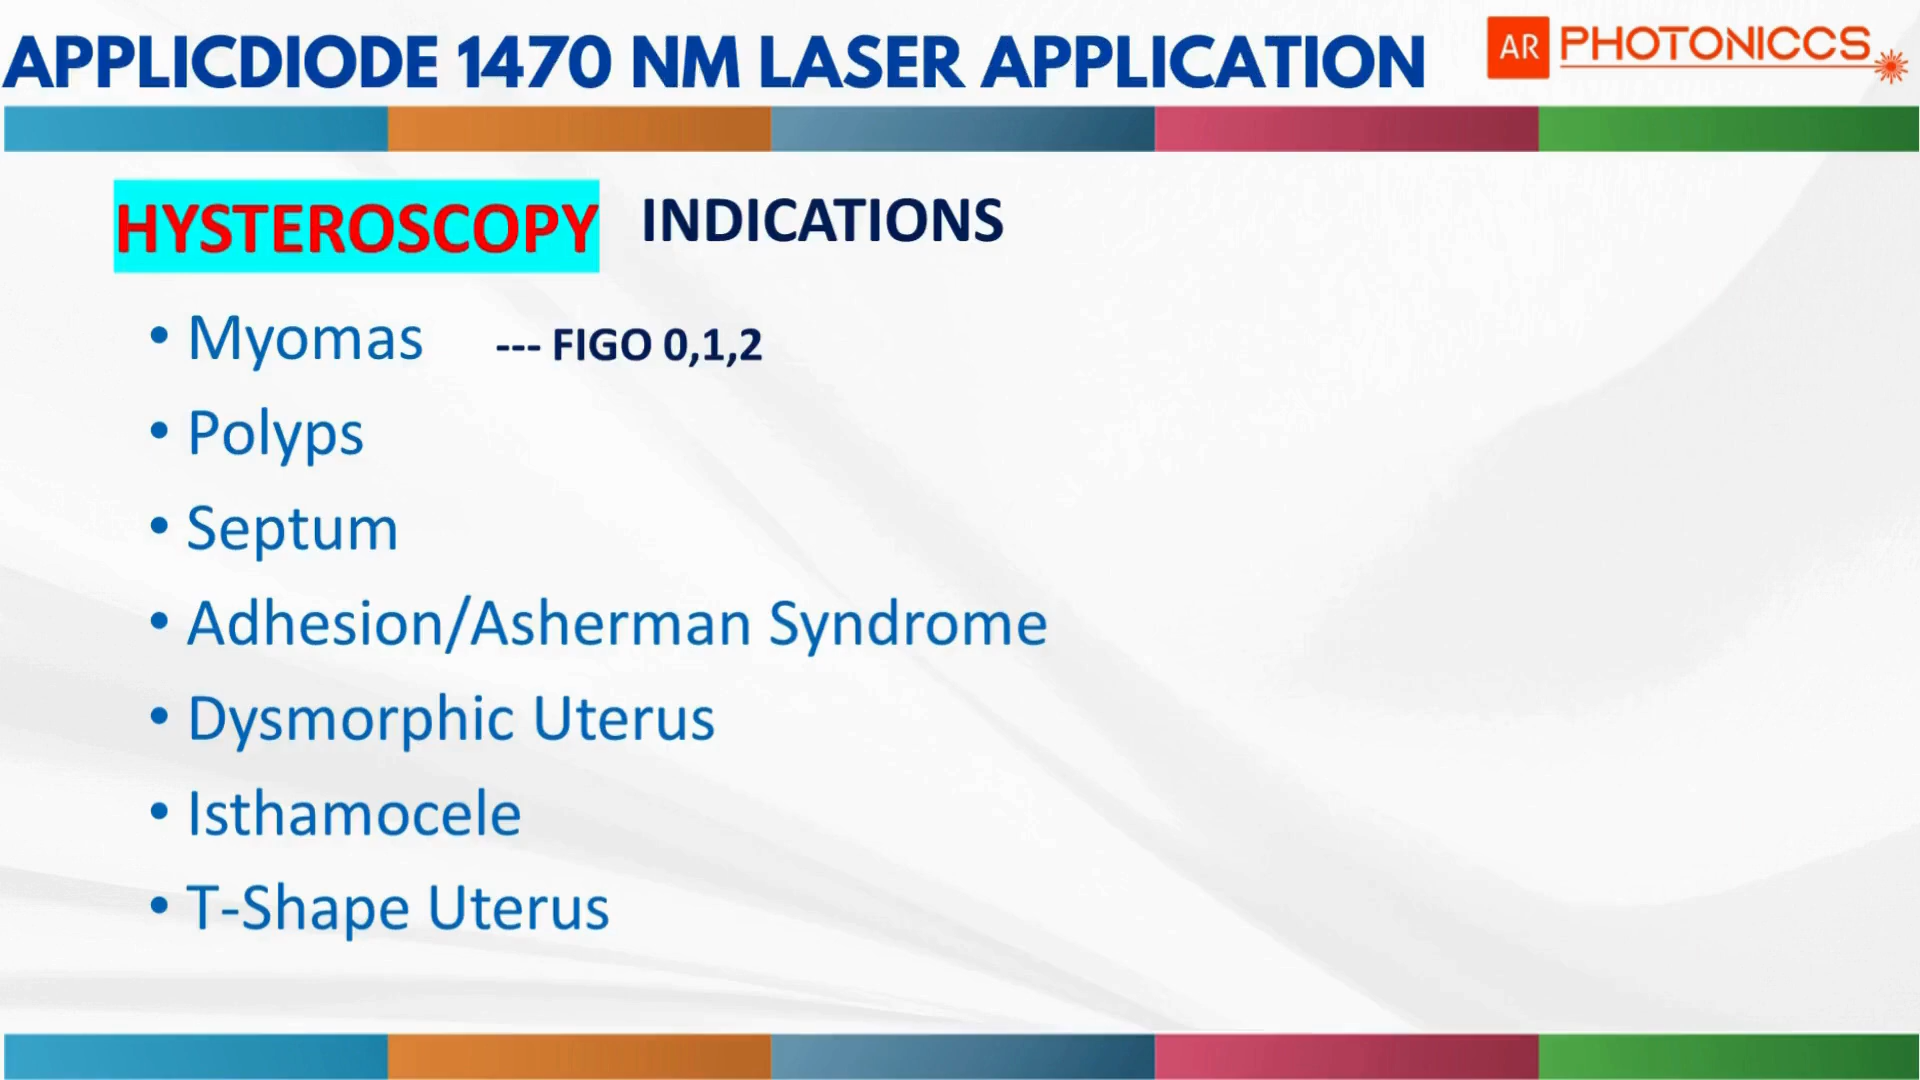 APPLICDIODE 1470 NM LASER APPLICATION
AR PHOTONICCS
HYSTEROSCOPY INDICATIONS
• Myomas --- FIGO 0,1,2
• Polyps
• Septum
• Adhesion/Asherman Syndrome
• Dysmorphic Uterus
• Isthamocele
• T-Shape Uterus